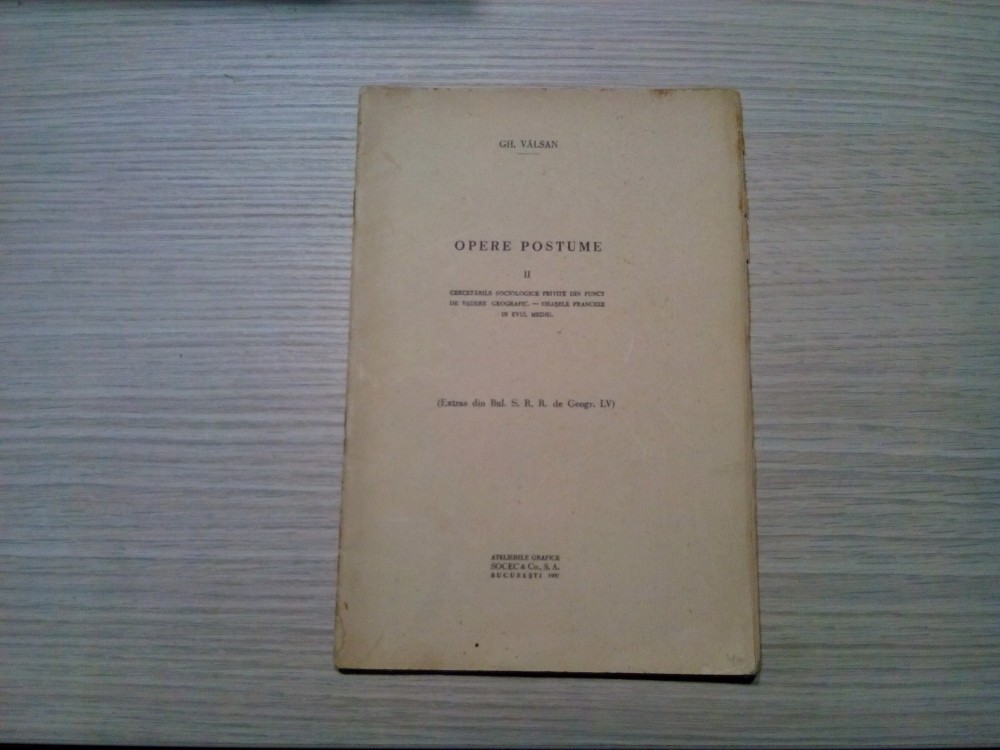 GH. VÂLSAN
OPERE POSTUME
II
CERCETĂRILE SOCIOLOGICE PRIVITE DIN PUNCT
DE VEDERE GEOGRAFIC. — ORAȘELE FRANCEZE
IN EVUL MEDIU.
(Extras din Bul. S. R. R. de Geogr. LV)
ATELIERELE GRAFICE
SOCEC & Co., S. A.
BUCUREȘTI